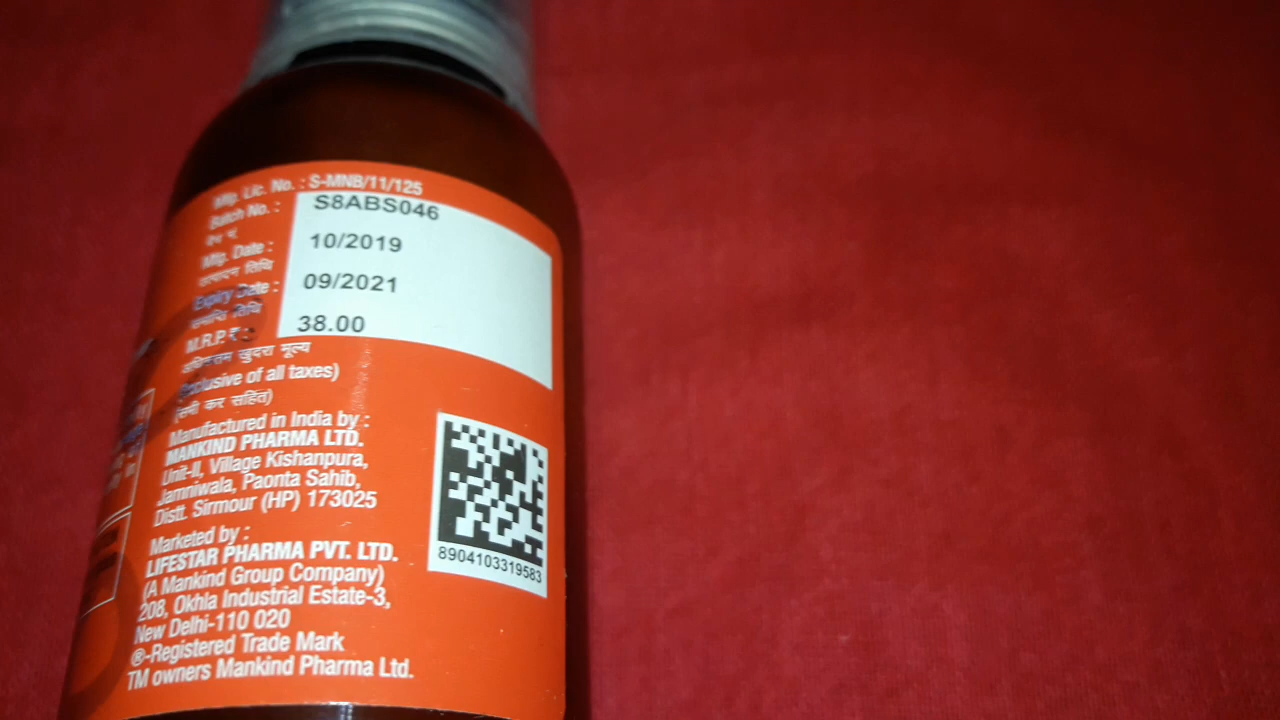 Mfg. Lic. No. : S-MNB/11/125
Batch No. : S8ABS046
बैच नं.
Mfg. Date : 10/2019
उत्पादन तिथि
Expiry Date : 09/2021
समाप्ति तिथि
M.R.P. ₹ : 38.00
अधिकतम खुदरा मूल्य
(Inclusive of all taxes)
(सभी कर सहित)
Manufactured in India by :
MANKIND PHARMA LTD.
Unit-II, Village Kishanpura,
Jamniwala, Paonta Sahib,
Distt. Sirmour (HP) 173025
Marketed by :
LIFESTAR PHARMA PVT. LTD.
(A Mankind Group Company)
208, Okhla Industrial Estate-3,
New Delhi-110 020
®-Registered Trade Mark
TM owners Mankind Pharma Ltd.
8904103319583